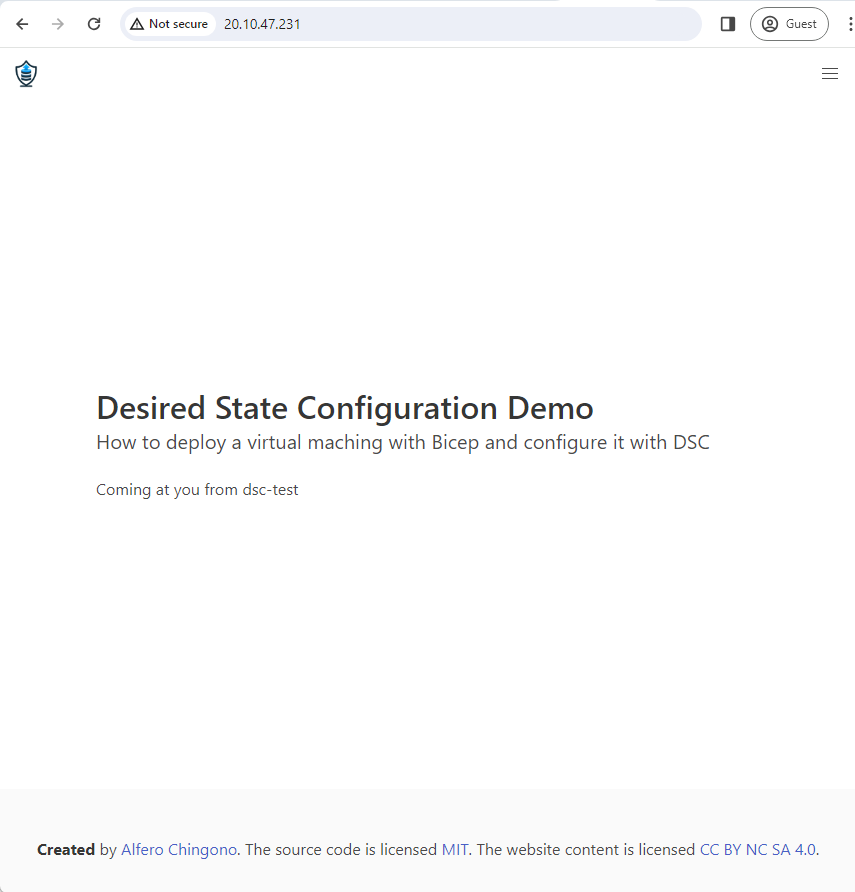 Not secure 20.10.47.231 Guest
Desired State Configuration Demo
How to deploy a virtual maching with Bicep and configure it with DSC
Coming at you from dsc-test
Created by Alfero Chingono. The source code is licensed MIT. The website content is licensed CC BY NC SA 4.0.